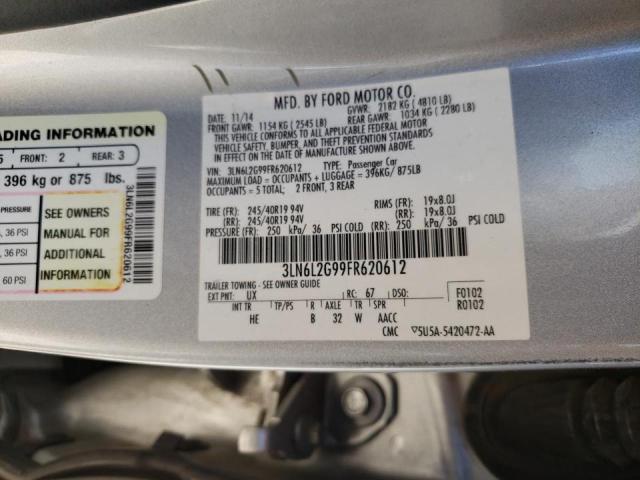 ADING INFORMATION
5 FRONT: 2 REAR: 3
396 kg or 875 lbs.
PRESSURE
, 36 PSI
, 36 PSI
60 PSI
SEE OWNERS
MANUAL FOR
ADDITIONAL
INFORMATION
3LN6L2G99FR620612
MFD. BY FORD MOTOR CO.
DATE: 11/14 GVWR: 2182 KG (4810 LB)
FRONT GAWR: 1154 KG (2545 LB) REAR GAWR: 1034 KG (2280 LB)
THIS VEHICLE CONFORMS TO ALL APPLICABLE FEDERAL MOTOR
VEHICLE SAFETY, BUMPER, AND THEFT PREVENTION STANDARDS
IN EFFECT ON THE DATE OF MANUFACTURE SHOWN ABOVE.
VIN: 3LN6L2G99FR620612 TYPE: Passenger Car
MAXIMUM LOAD = OCCUPANTS + LUGGAGE = 396KG/875LB
OCCUPANTS = 5 TOTAL; 2 FRONT, 3 REAR
TIRE (FR): 245/40R19 94V RIMS (FR): 19x8.0J
(RR): 245/40R19 94V (RR): 19x8.0J
PRESSURE (FR): 250 kPa/ 36 PSI COLD (RR): 250 kPa/ 36 PSI COLD
3LN6L2G99FR620612
TRAILER TOWING - SEE OWNER GUIDE
EXT PNT: UX RC: 67 DSO:
INT TR TP/PS R AXLE TR SPR
HE B 32 W AACC
F0102
R0102
CMC ▽5U5A-5420472-AA